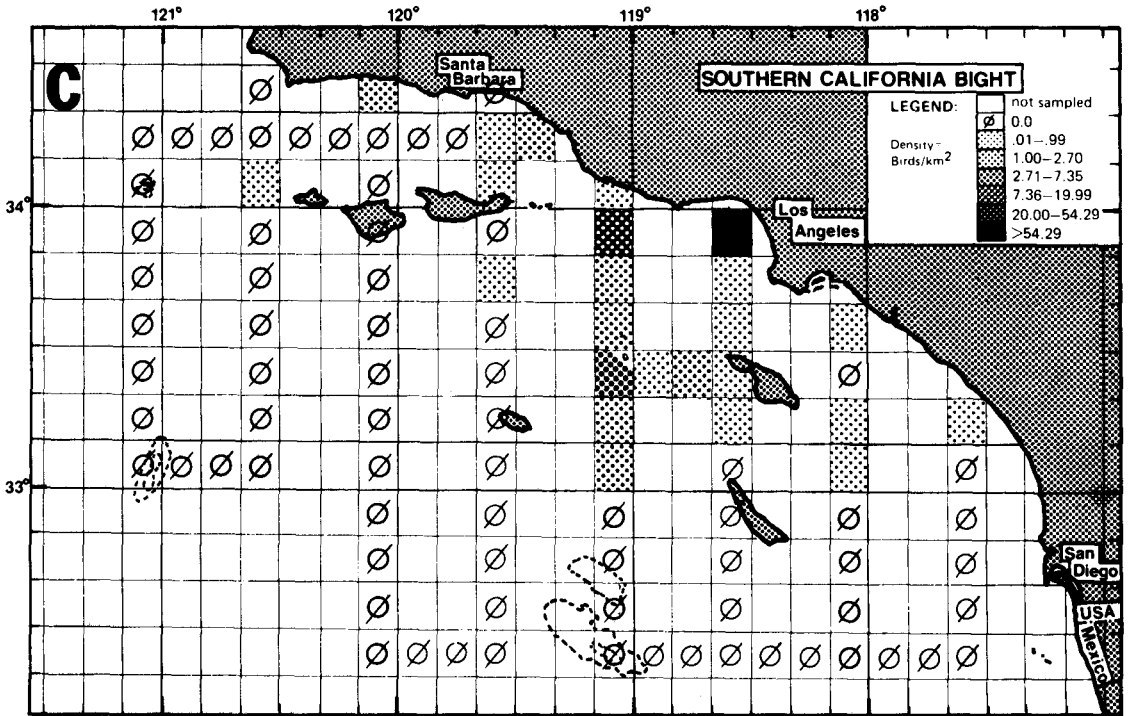 121° 120° 119° 118°
C
Santa
Barbara
SOUTHERN CALIFORNIA BIGHT
LEGEND:
not sampled
Ø 0.0
Density=
Birds/km²
.01–.99
1.00–2.70
2.71–7.35
7.36–19.99
20.00–54.29
>54.29
34°
Los
Angeles
33°
San
Diego
USA
Mexico